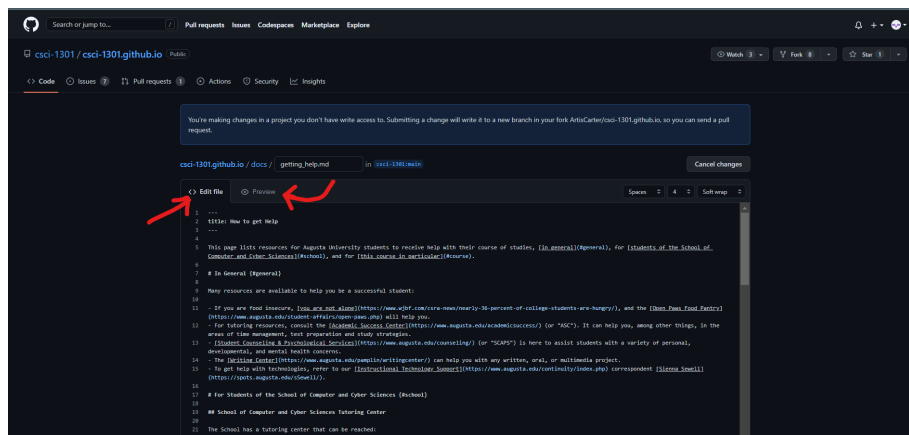 Search or jump to... / Pull requests Issues Codespaces Marketplace Explore
csci-1301 / csci-1301.github.io Public Watch 3 Fork 8 Star 1
<> Code Issues 7 Pull requests 1 Actions Security Insights
You're making changes in a project you don't have write access to. Submitting a change will write it to a new branch in your fork ArtisCarter/csci-1301.github.io, so you can send a pull
request.
csci-1301.github.io / docs / getting_help.md in csci-1301:main Cancel changes
<> Edit file Preview Spaces 4 Soft wrap
1 ---
2 title: How to get Help
3 ---
4
5 This page lists resources for Augusta University students to receive help with their course of studies, [in general](#general), for [students of the School of
Computer and Cyber Sciences](#school), and for [this course in particular](#course).
6
7 # In General {#general}
8
9 Many resources are available to help you be a successful student:
10
11 - If you are food insecure, [you are not alone](https://www.wjbf.com/csra-news/nearly-36-percent-of-college-students-are-hungry/), and the [Open Paws Food Pantry]
(https://www.augusta.edu/student-affairs/open-paws.php) will help you.
12 - For tutoring resources, consult the [Academic Success Center](https://www.augusta.edu/academicsuccess/) (or "ASC"). It can help you, among other things, in the
areas of time management, test preparation and study strategies.
13 - [Student Counseling & Psychological Services](https://www.augusta.edu/counseling/) (or "SCAPS") is here to assist students with a variety of personal,
developmental, and mental health concerns.
14 - The [Writing Center](https://www.augusta.edu/pamplin/writingcenter/) can help you with any written, oral, or multimedia project.
15 - To get help with technologies, refer to our [Instructional Technology Support](https://www.augusta.edu/continuity/index.php) correspondent [Sienna Sewell]
(https://spots.augusta.edu/sSewell/).
16
17 # For Students of the School of Computer and Cyber Sciences {#school}
18
19 ## School of Computer and Cyber Sciences Tutoring Center
20
21 The School has a tutoring center that can be reached: